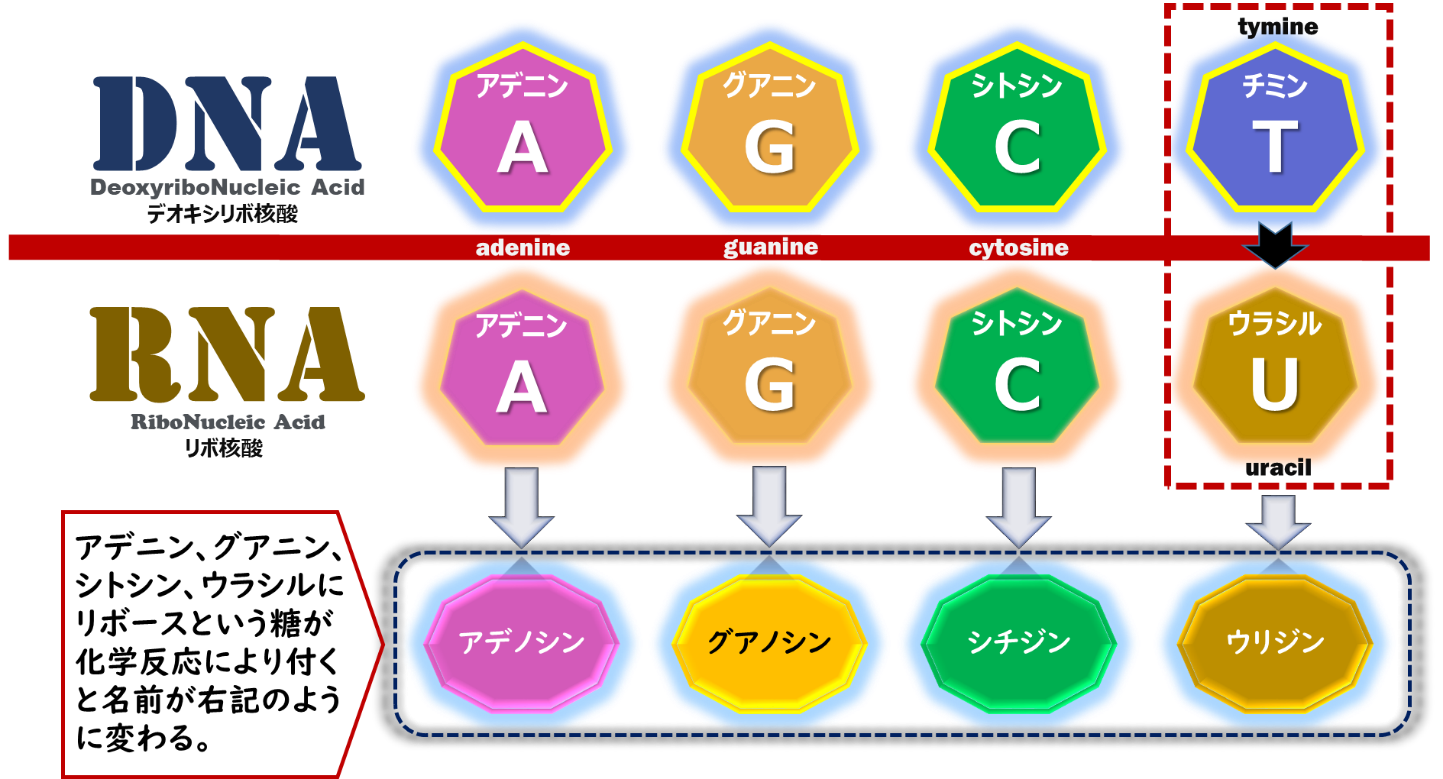 tymine
DNA
DeoxyriboNucleic Acid
デオキシリボ核酸
アデニン
A
グアニン
G
シトシン
C
チミン
T
adenine
guanine
cytosine
RNA
RiboNucleic Acid
リボ核酸
アデニン
A
グアニン
G
シトシン
C
ウラシル
U
uracil
アデニン、グアニン、
シトシン、ウラシルに
リボースという糖が
化学反応により付く
と名前が右記のよう
に変わる。
アデノシン
グアノシン
シチジン
ウリジン